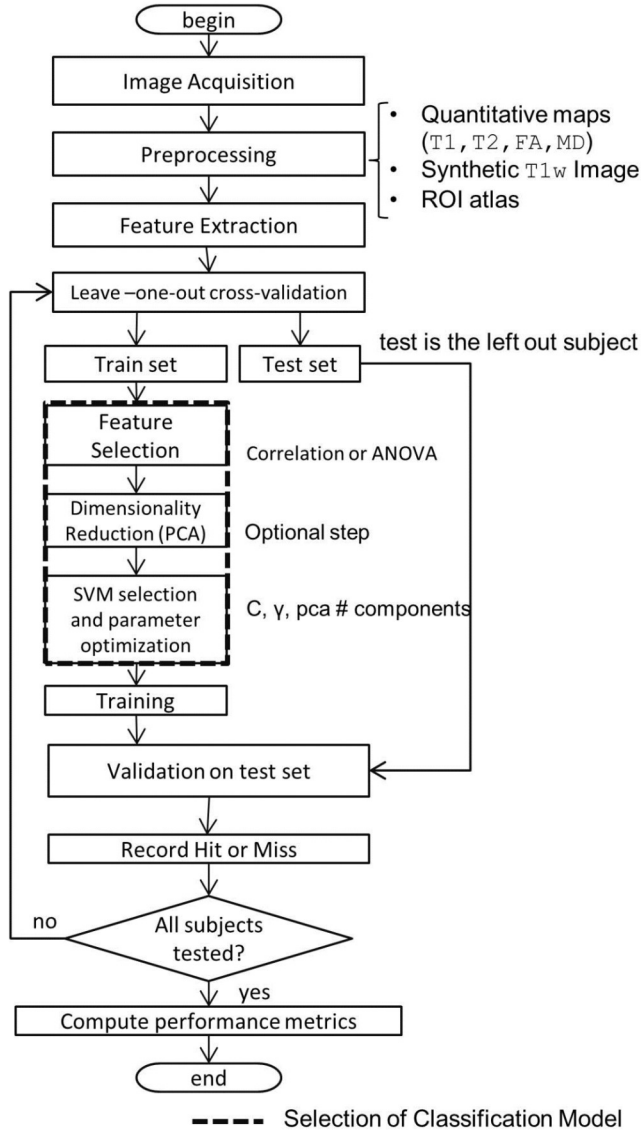 begin
Image Acquisition
• Quantitative maps
(T1,T2,FA,MD)
Preprocessing
• Synthetic T1w Image
• ROI atlas
Feature Extraction
Leave –one-out cross-validation
test is the left out subject
Train set
Test set
Feature
Selection
Correlation or ANOVA
Dimensionality
Reduction (PCA)
Optional step
SVM selection
and parameter
optimization
C, γ, pca # components
Training
Validation on test set
Record Hit or Miss
no
All subjects
tested?
yes
Compute performance metrics
end
Selection of Classification Model